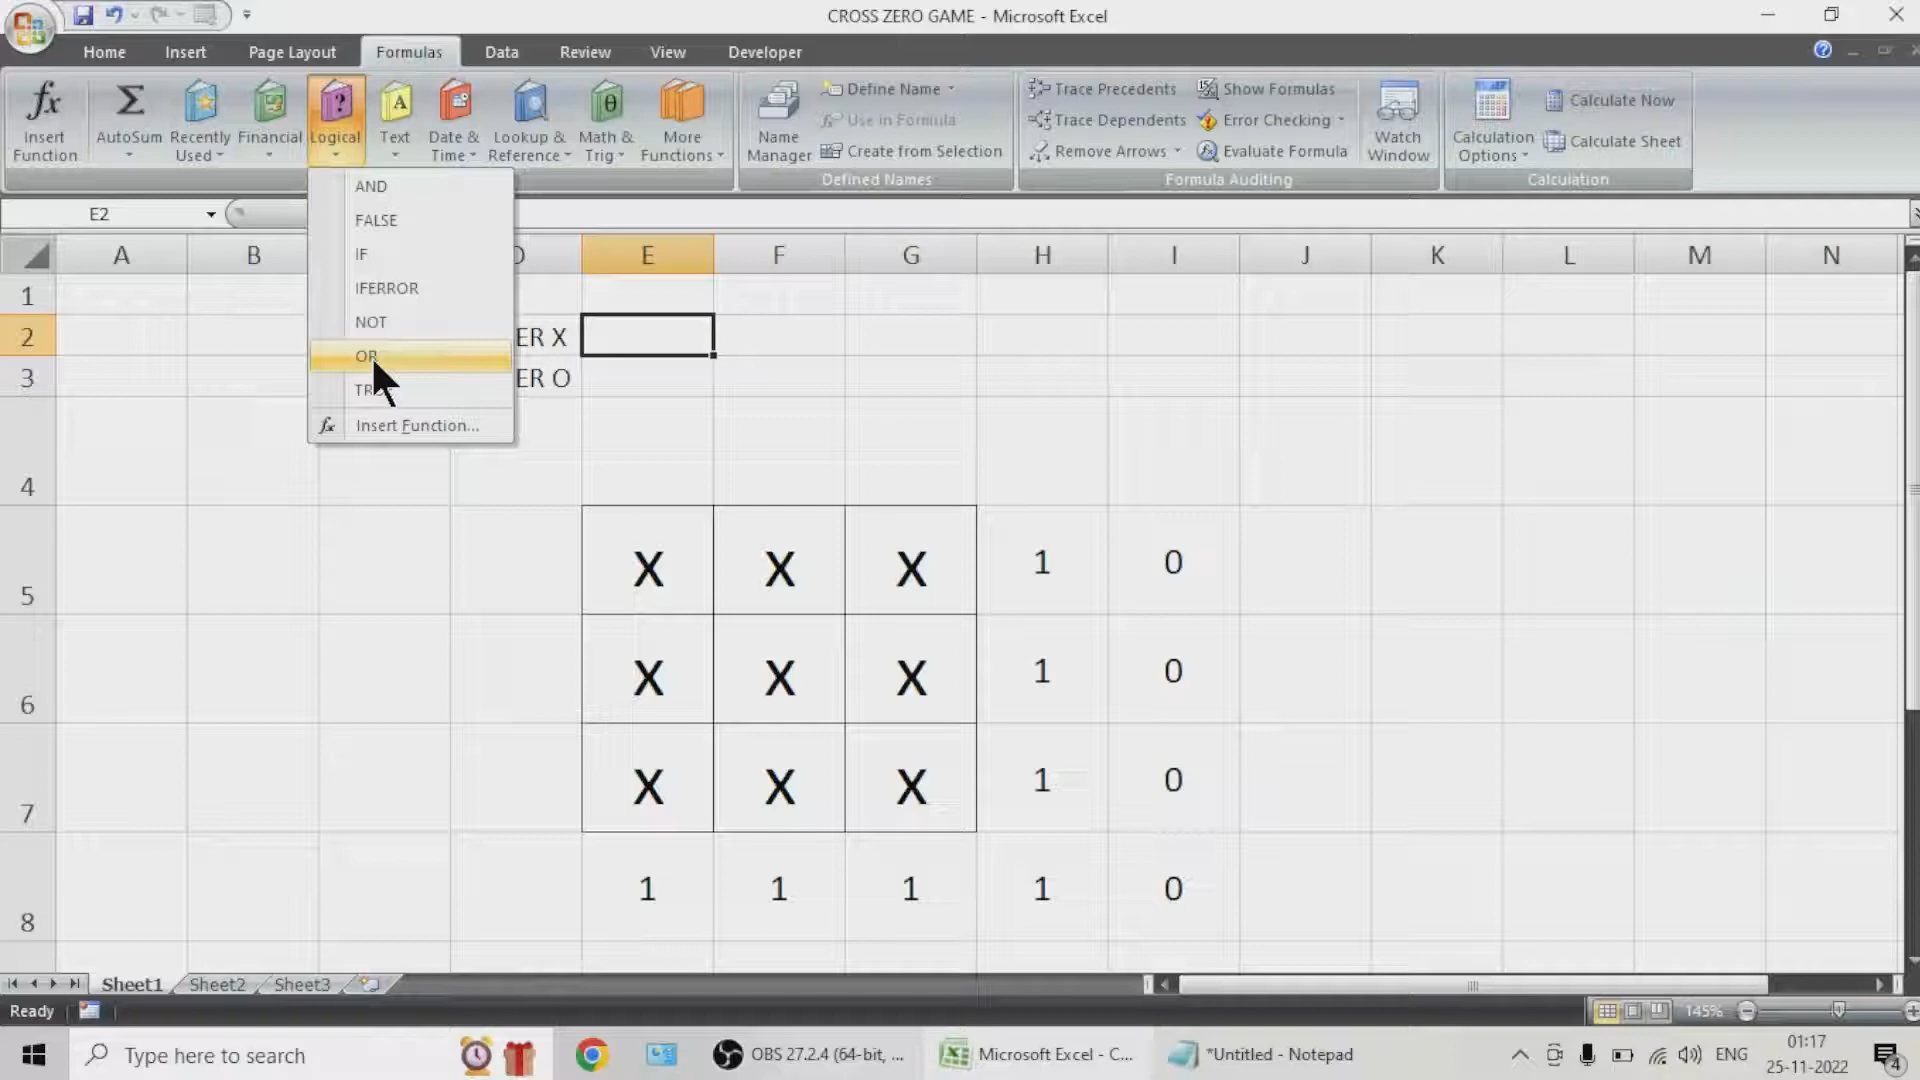 CROSS ZERO GAME - Microsoft Excel
Home Insert Page Layout Formulas Data Review View Developer
fx Insert Function
Σ AutoSum
Recently Used
Financial
Logical
Text
Date & Time
Lookup & Reference
Math & Trig
More Functions
Name Manager
Define Name
Use in Formula
Create from Selection
Defined Names
Trace Precedents
Trace Dependents
Remove Arrows
Show Formulas
Error Checking
Evaluate Formula
Formula Auditing
Watch Window
Calculation Options
Calculate Now
Calculate Sheet
Calculation
E2
AND
FALSE
IF
IFERROR
NOT
OR
fx Insert Function...
A B D E F G H I J K L M N
1
2 ER X
3 ER O
4
5 X X X 1 0
6 X X X 1 0
7 X X X 1 0
8 1 1 1 1 0
Sheet1 Sheet2 Sheet3
Ready 145%
Type here to search
OBS 27.2.4 (64-bit, ...
Microsoft Excel - C...
*Untitled - Notepad
ENG
01:17
25-11-2022
4